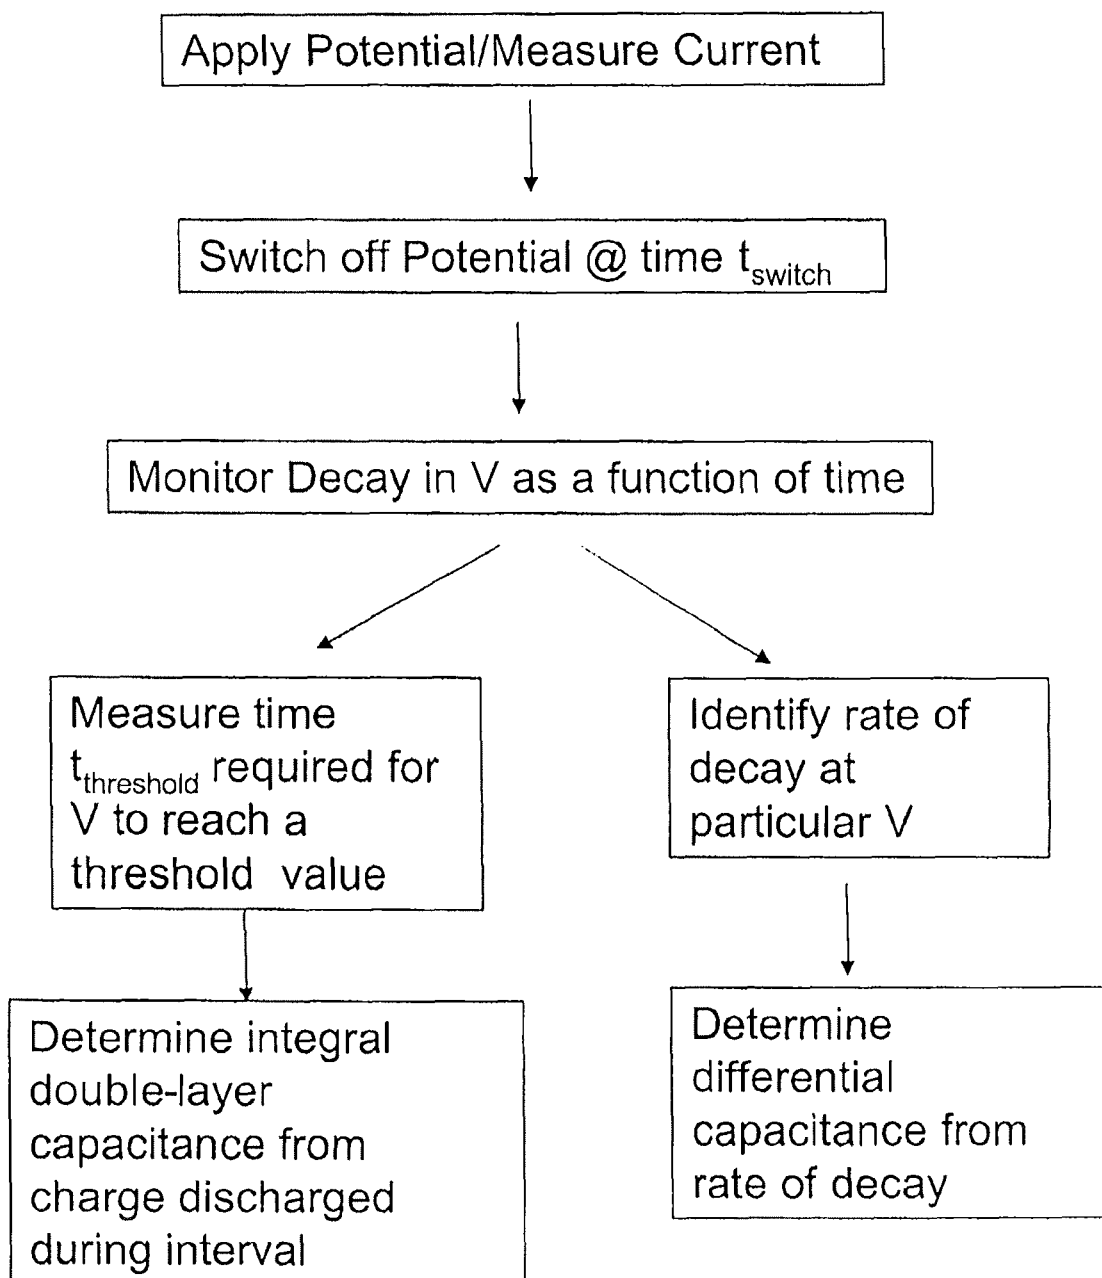 Apply Potential/Measure Current
Switch off Potential @ time t_switch
Monitor Decay in V as a function of time
Measure time
t_threshold required for
V to reach a
threshold value
Identify rate of
decay at
particular V
Determine integral
double-layer
capacitance from
charge discharged
during interval
Determine
differential
capacitance from
rate of decay